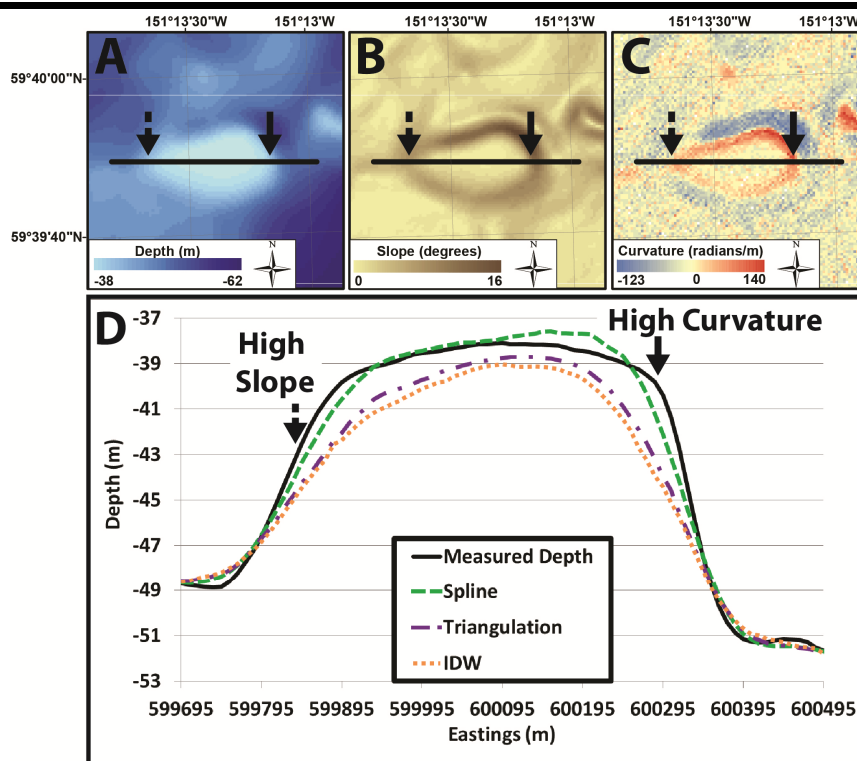 151°13'30"W 151°13'W 151°13'30"W 151°13'W 151°13'30"W 151°13'W
59°40'00"N
59°39'40"N
A
Depth (m)
-38 -62
N
B
Slope (degrees)
0 16
N
C
Curvature (radians/m)
-123 0 140
N
D
High
Slope
High Curvature
-37
-39
-41
-43
-45
-47
-49
-51
-53
Depth (m)
Measured Depth
Spline
Triangulation
IDW
599695 599795 599895 599995 600095 600195 600295 600395 600495
Eastings (m)